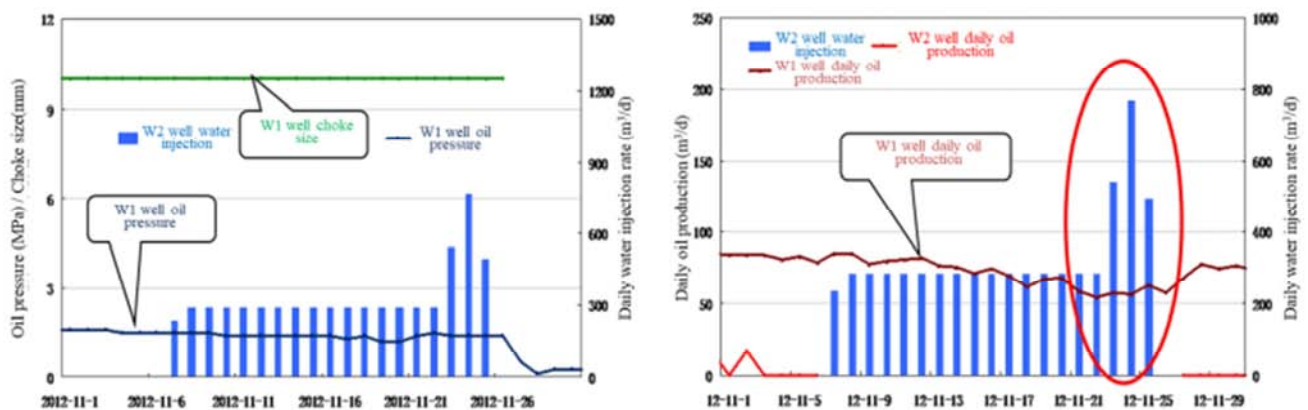 12
9
6
3
0
Oil pressure (MPa) / Choke size(mm)
1500
1200
900
600
300
0
Daily water injection rate (m³/d)
W2 well water
injection
W1 well choke
size
W1 well oil
pressure
W1 well oil
pressure
2012-11-1 2012-11-6 2012-11-11 2012-11-16 2012-11-21 2012-11-26
250
200
150
100
50
0
Daily oil production (m³/d)
1000
800
600
400
200
0
Daily water injection rate (m³/d)
W2 well water
injection
W2 well daily oil
production
W1 well daily oil
production
W1 well daily oil
production
12-11-1 12-11-5 12-11-9 12-11-13 12-11-17 12-11-21 12-11-25 12-11-29